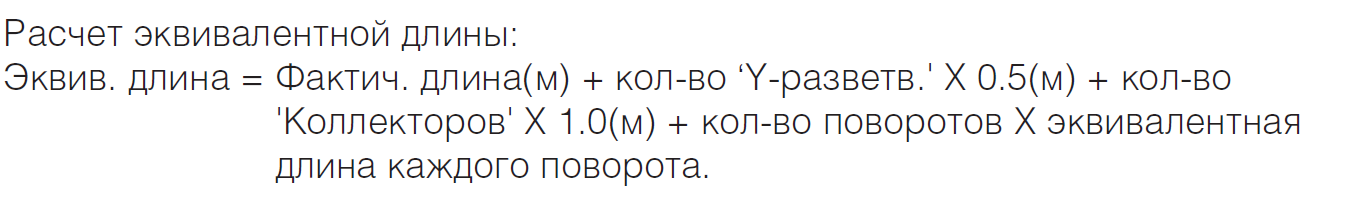 Расчет эквивалентной длины:
Эквив. длина = Фактич. длина(м) + кол-во ‘Y-разветв.' X 0.5(м) + кол-во
'Коллекторов' X 1.0(м) + кол-во поворотов X эквивалентная
длина каждого поворота.